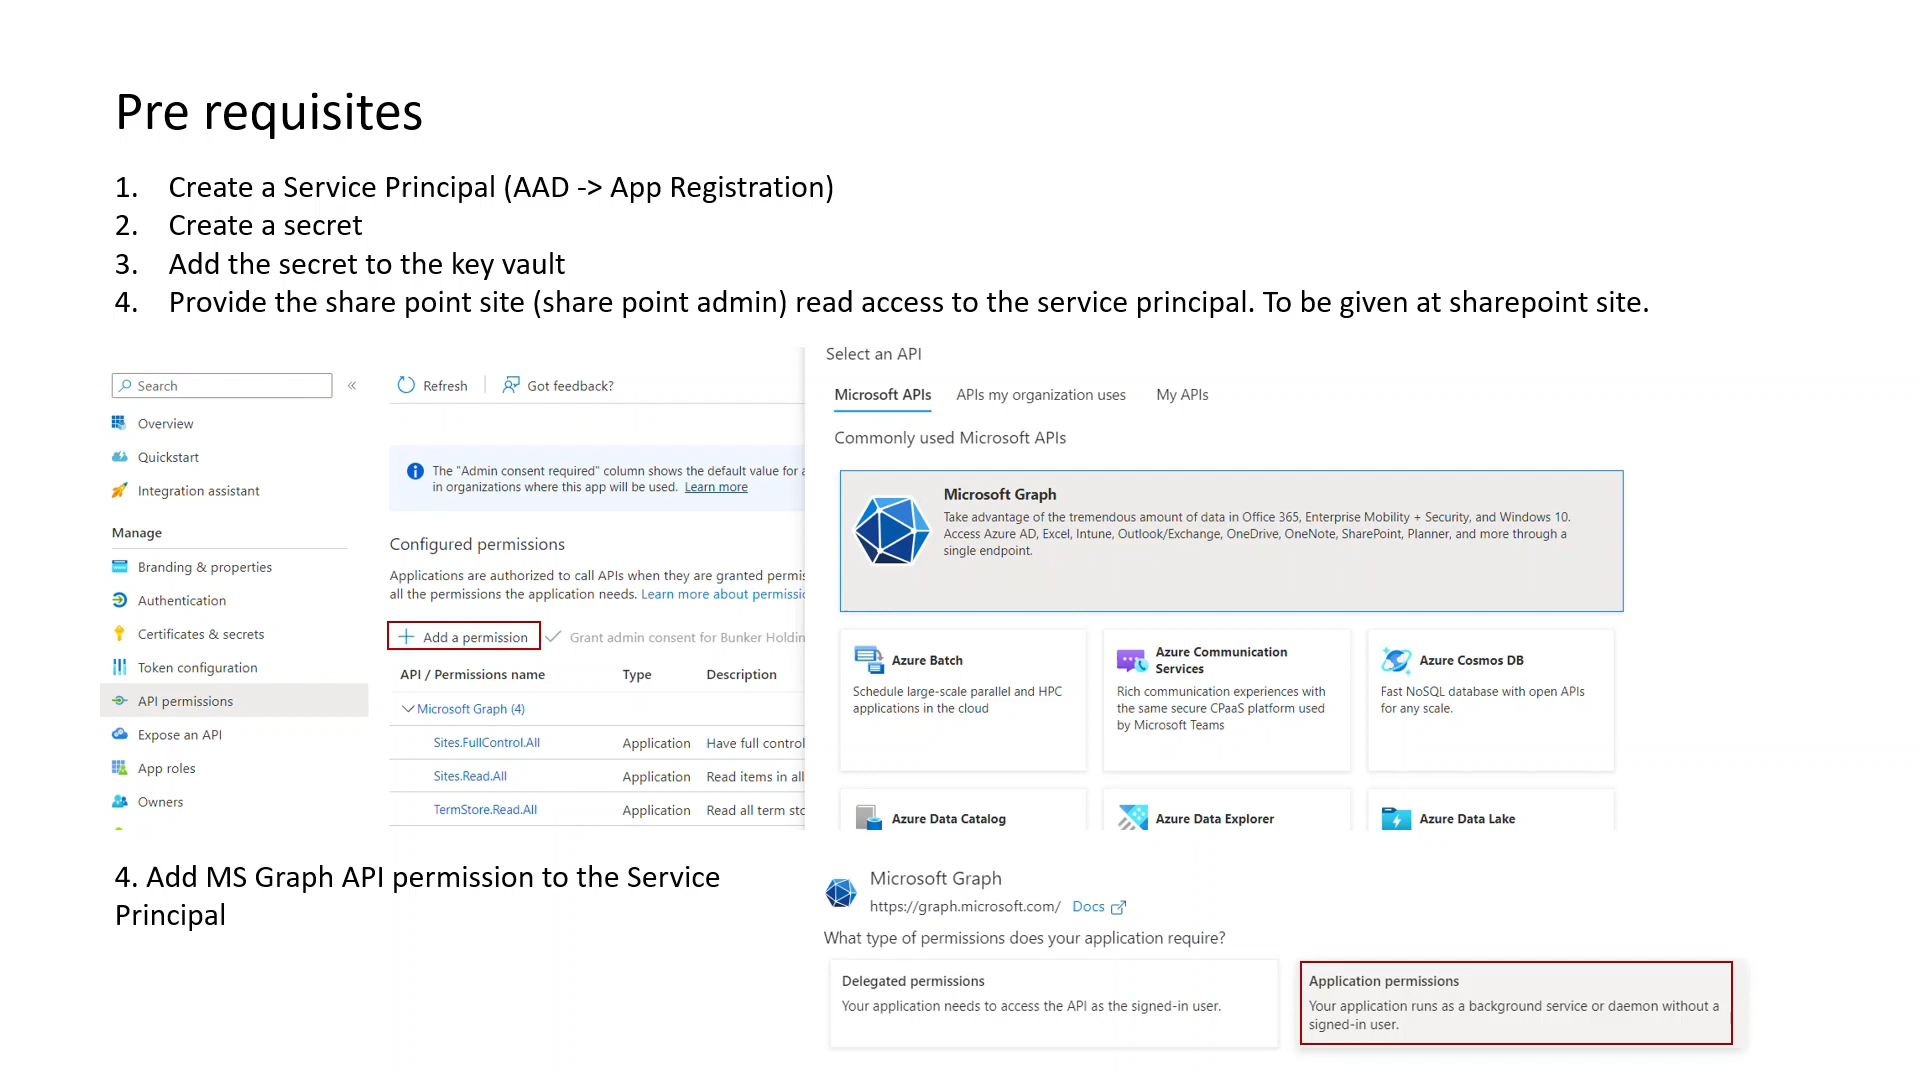 Pre requisites
1. Create a Service Principal (AAD -> App Registration)
2. Create a secret
3. Add the secret to the key vault
4. Provide the share point site (share point admin) read access to the service principal. To be given at sharepoint site.
Search
«
Overview
Quickstart
Integration assistant
Manage
Branding & properties
Authentication
Certificates & secrets
Token configuration
API permissions
Expose an API
App roles
Owners
Refresh
Got feedback?
The "Admin consent required" column shows the default value for a
in organizations where this app will be used. Learn more
Configured permissions
Applications are authorized to call APIs when they are granted permis
all the permissions the application needs. Learn more about permissio
Add a permission
Grant admin consent for Bunker Holdin
API / Permissions name Type Description
Microsoft Graph (4)
Sites.FullControl.All Application Have full control
Sites.Read.All Application Read items in all
TermStore.Read.All Application Read all term sto
Select an API
Microsoft APIs APIs my organization uses My APIs
Commonly used Microsoft APIs
Microsoft Graph
Take advantage of the tremendous amount of data in Office 365, Enterprise Mobility + Security, and Windows 10.
Access Azure AD, Excel, Intune, Outlook/Exchange, OneDrive, OneNote, SharePoint, Planner, and more through a
single endpoint.
Azure Batch
Schedule large-scale parallel and HPC
applications in the cloud
Azure Communication
Services
Rich communication experiences with
the same secure CPaaS platform used
by Microsoft Teams
Azure Cosmos DB
Fast NoSQL database with open APIs
for any scale.
Azure Data Catalog
Azure Data Explorer
Azure Data Lake
4. Add MS Graph API permission to the Service
Principal
Microsoft Graph
https://graph.microsoft.com/ Docs
What type of permissions does your application require?
Delegated permissions
Your application needs to access the API as the signed-in user.
Application permissions
Your application runs as a background service or daemon without a
signed-in user.